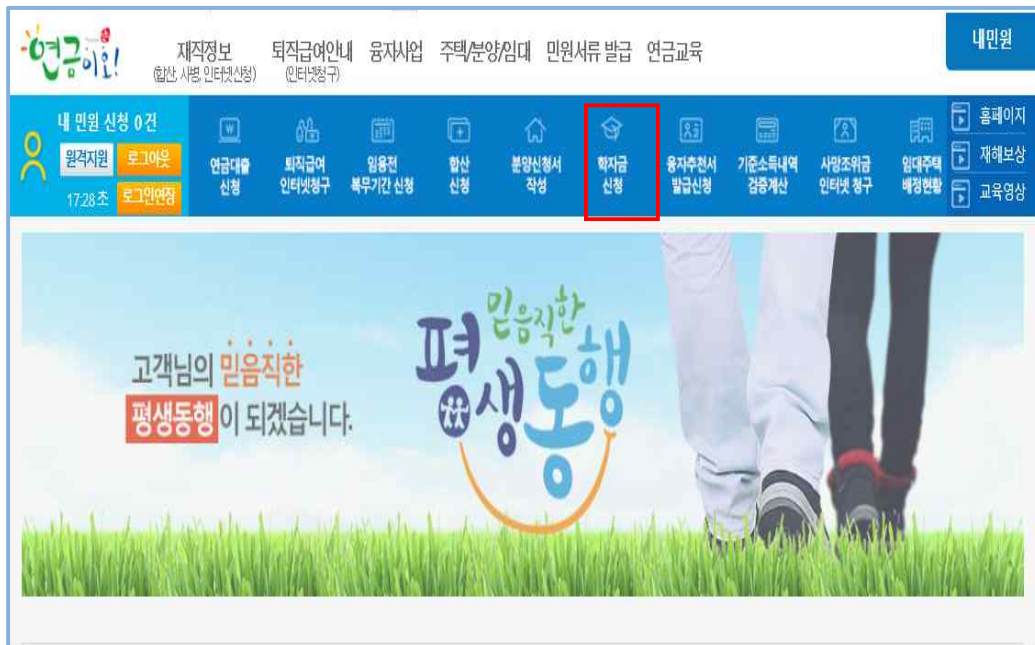 연금이요!
재직정보
(합산, 사병, 인터넷신청)
퇴직급여안내
(인터넷청구)
융자사업
주택/분양/임대
민원서류 발급
연금교육
내민원
내 민원 신청 0 건
원격지원
로그아웃
17:28 초
로그인연장
연금대출
신청
퇴직급여
인터넷청구
임용전
복무기간 신청
합산
신청
분양신청서
작성
학자금
신청
융자추천서
발급신청
기준소득내역
검증계산
사망조위금
인터넷 청구
임대주택
배정현황
홈페이지
재해보상
교육영상
고객님의 믿음직한
평생동행이 되겠습니다.
믿음직한
평생동행